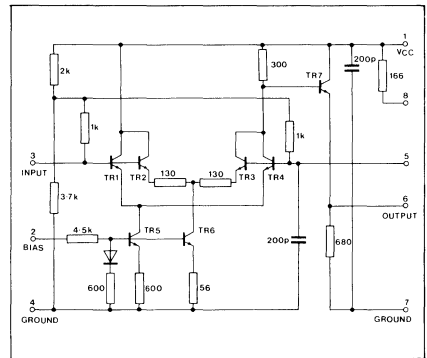 1
VCC
2k
300
TR7
200p
166
8
1k
1k
3
INPUT
130
130
5
TR1
TR2
TR3
TR4
3·7k
6
OUTPUT
2
BIAS
4·5k
TR5
TR6
200p
680
600
600
56
4
GROUND
7
GROUND